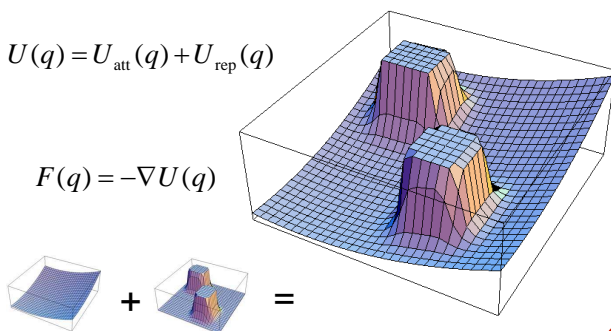 U(q) = U_att(q) + U_rep(q)
F(q) = −∇U(q)
+ =